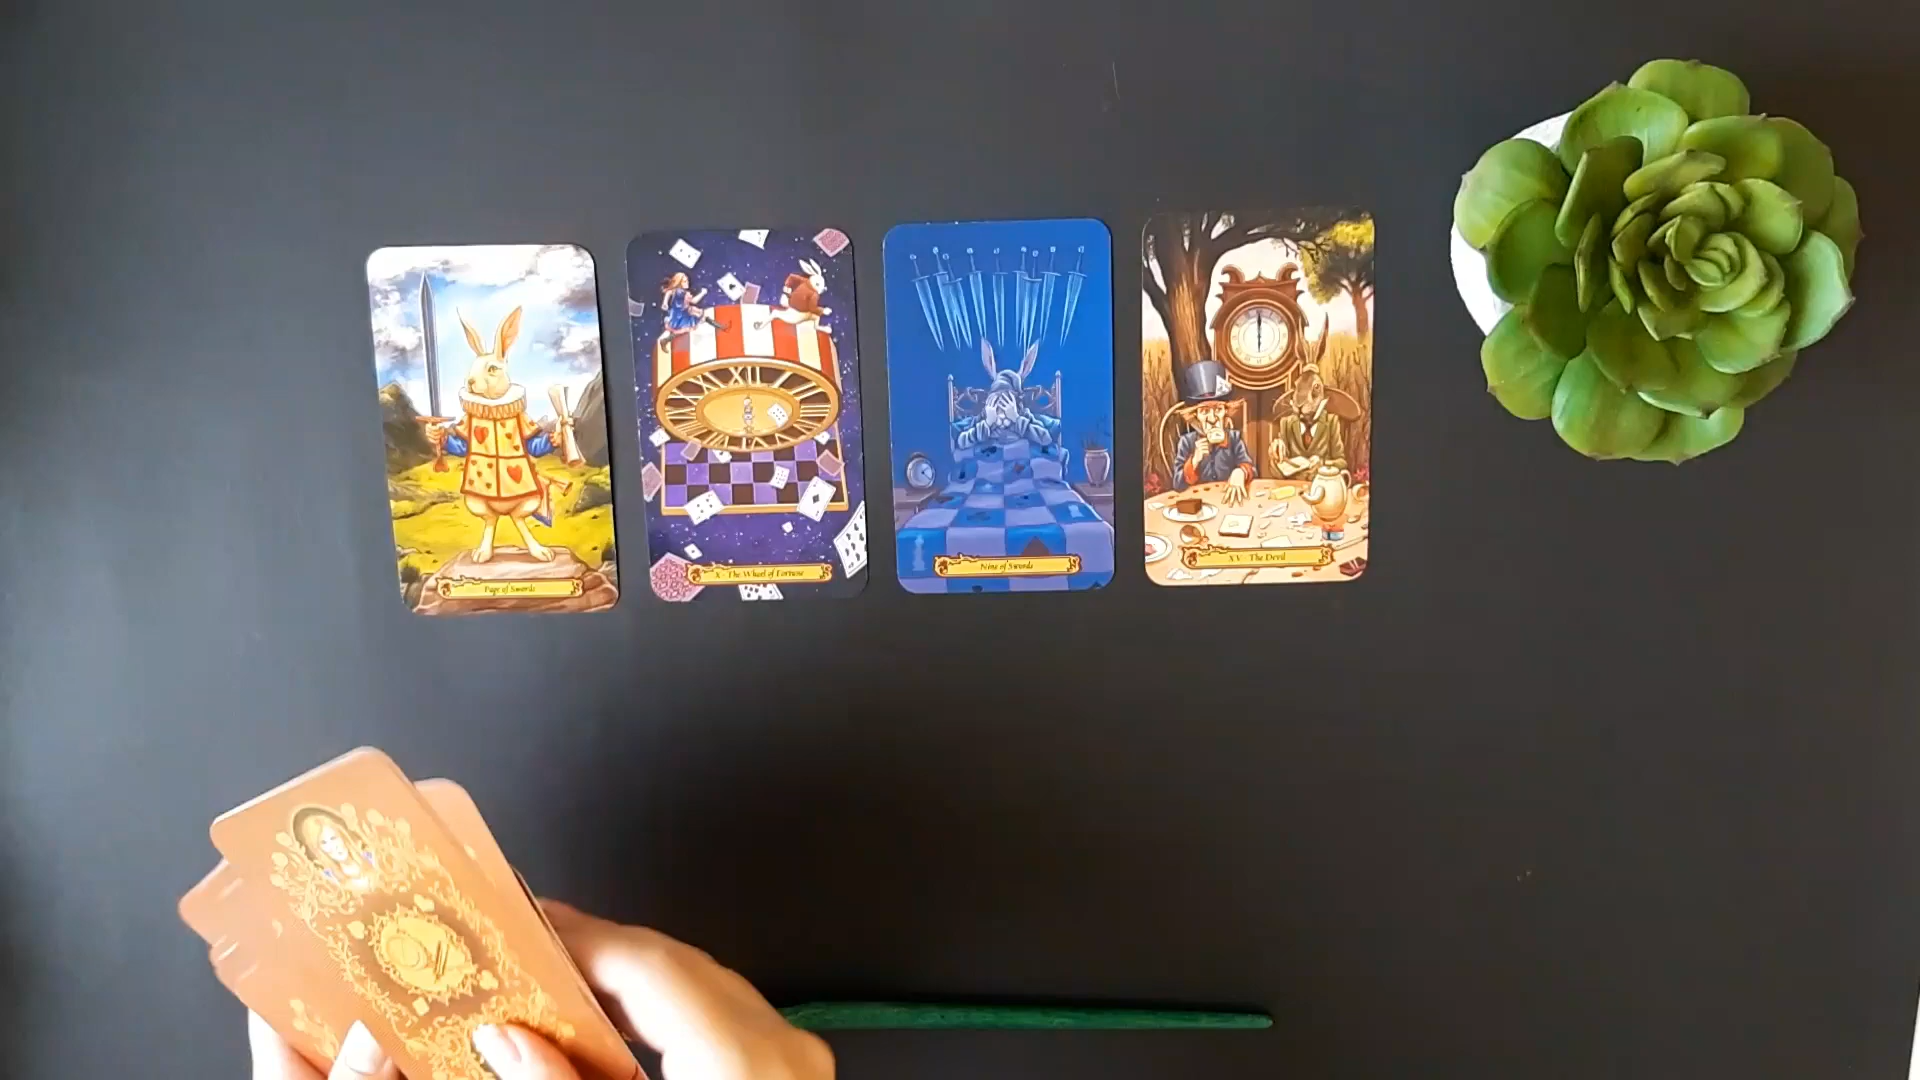 Page of Swords
X - The Wheel of Fortune
Nine of Swords
XV - The Devil